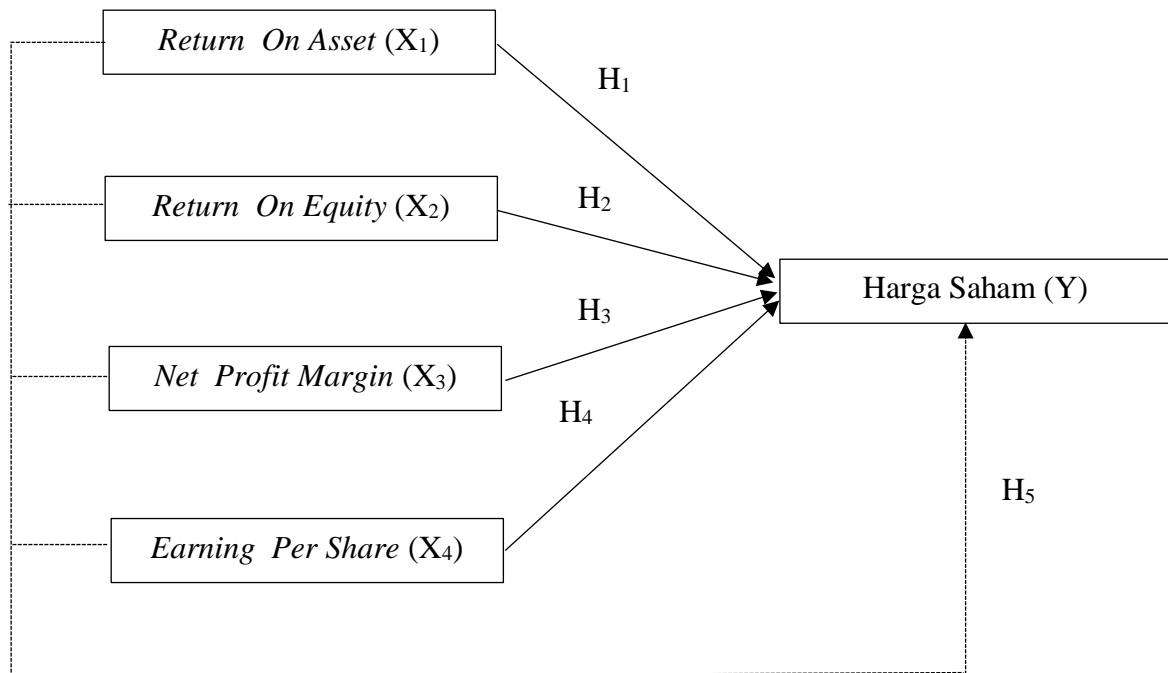 Return On Asset (X₁)
H₁
Return On Equity (X₂)
H₂
Harga Saham (Y)
H₃
Net Profit Margin (X₃)
H₄
H₅
Earning Per Share (X₄)